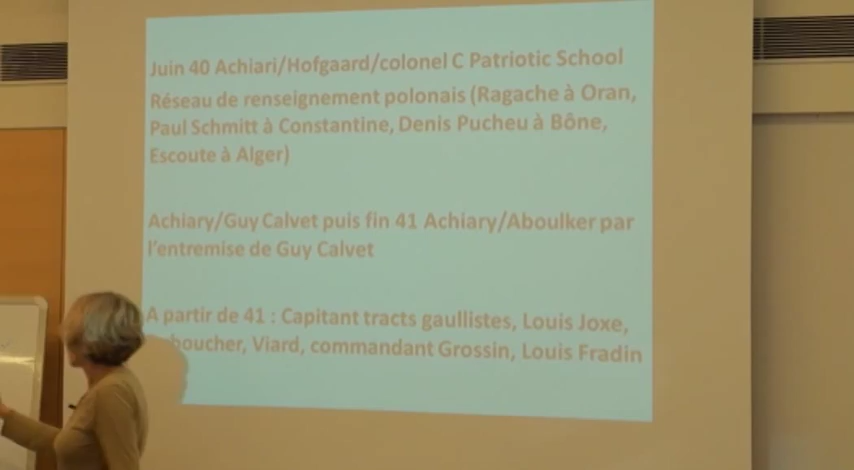 Juin 40 Achiari/Hofgaard/colonel C Patriotic School
Réseau de renseignement polonais (Ragache à Oran,
Paul Schmitt à Constantine, Denis Pucheu à Bône,
Escoute à Alger)
Achiary/Guy Calvet puis fin 41 Achiary/Aboulker par
l'entremise de Guy Calvet
A partir de 41 : Capitant tracts gaullistes, Louis Joxe,
Viard, commandant Grossin, Louis Fradin